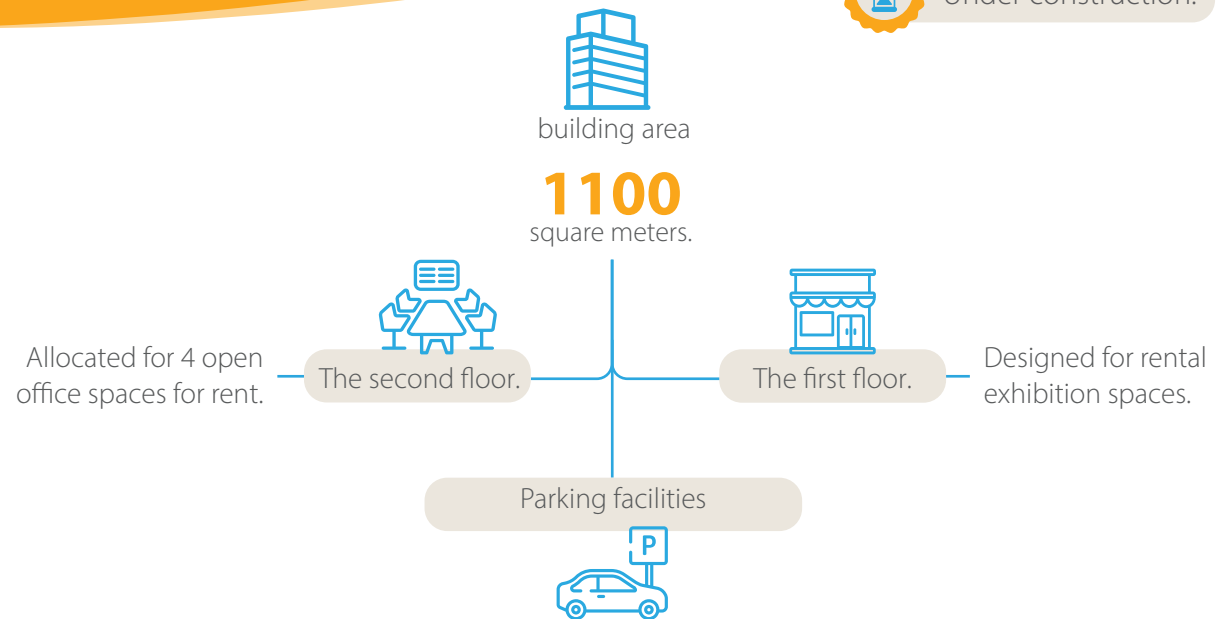 Under construction.
building area
1100
square meters.
Allocated for 4 open
office spaces for rent.
The second floor.
The first floor.
Designed for rental
exhibition spaces.
Parking facilities
P